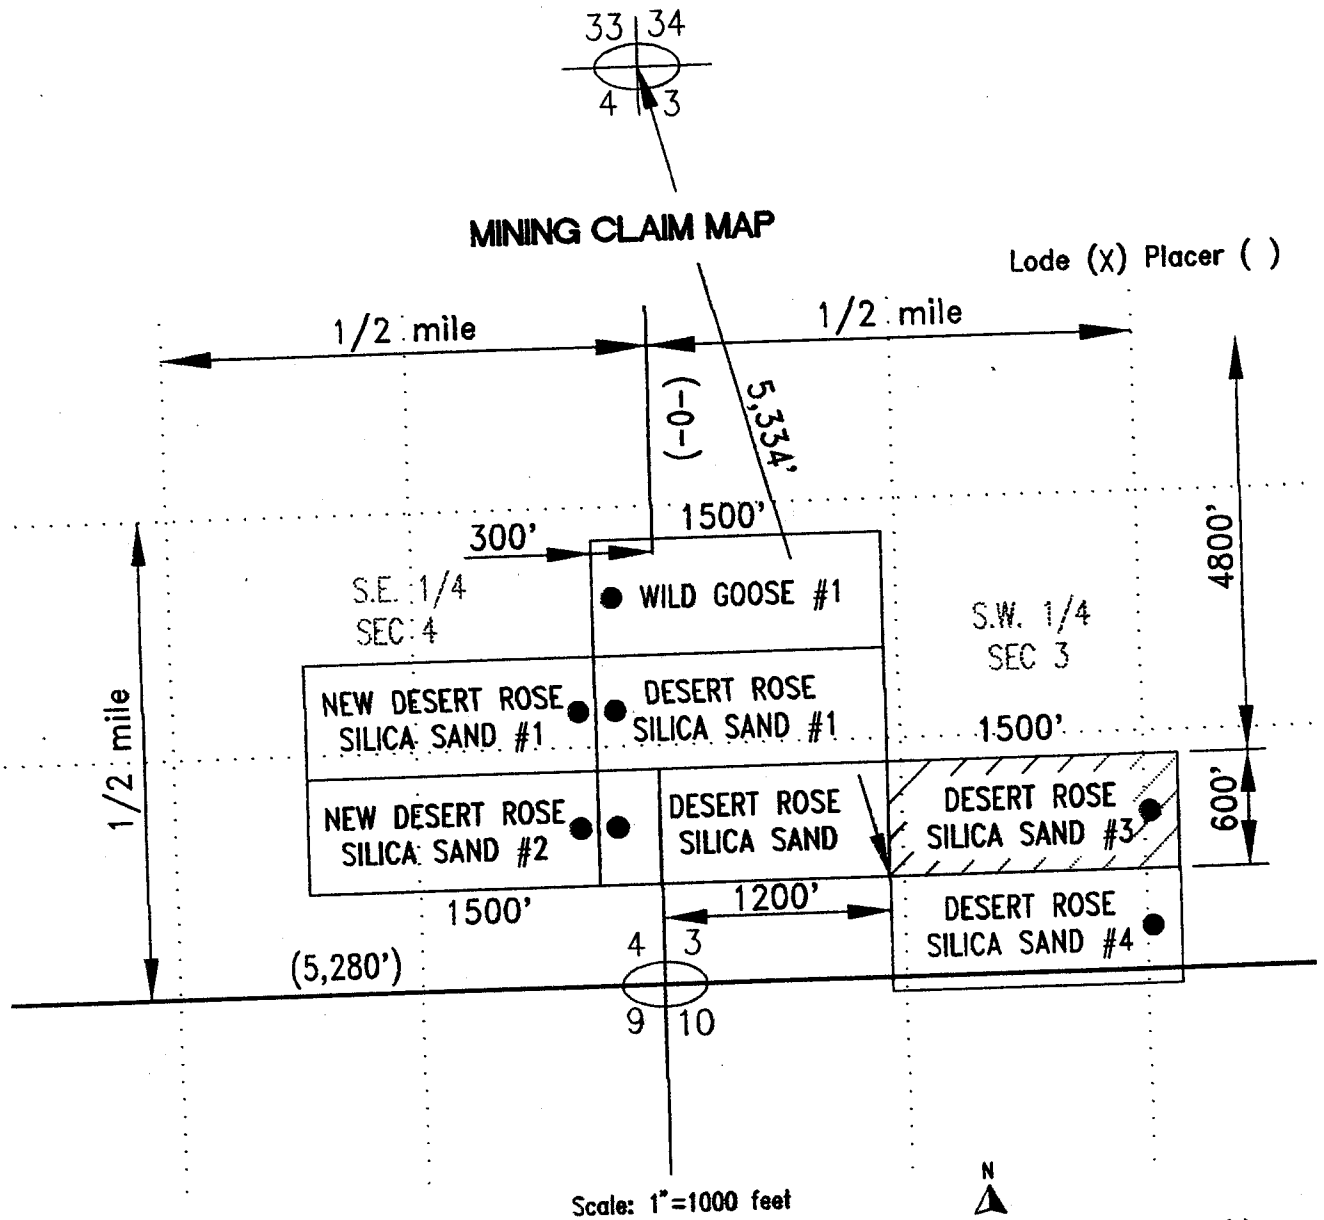 33 34
4 3
MINING CLAIM MAP
Lode (X) Placer ( )
1/2 mile
1/2 mile
(-0-)
5,334'
4800'
1500'
300'
WILD GOOSE #1
S.E. 1/4
SEC 4
S.W. 1/4
SEC 3
1/2 mile
NEW DESERT ROSE
SILICA SAND #1
DESERT ROSE
SILICA SAND #1
1500'
600'
NEW DESERT ROSE
SILICA SAND #2
DESERT ROSE
SILICA SAND
DESERT ROSE
SILICA SAND #3
1500'
1200'
DESERT ROSE
SILICA SAND #4
(5,280')
4 3
9 10
Scale: 1"=1000 feet
N